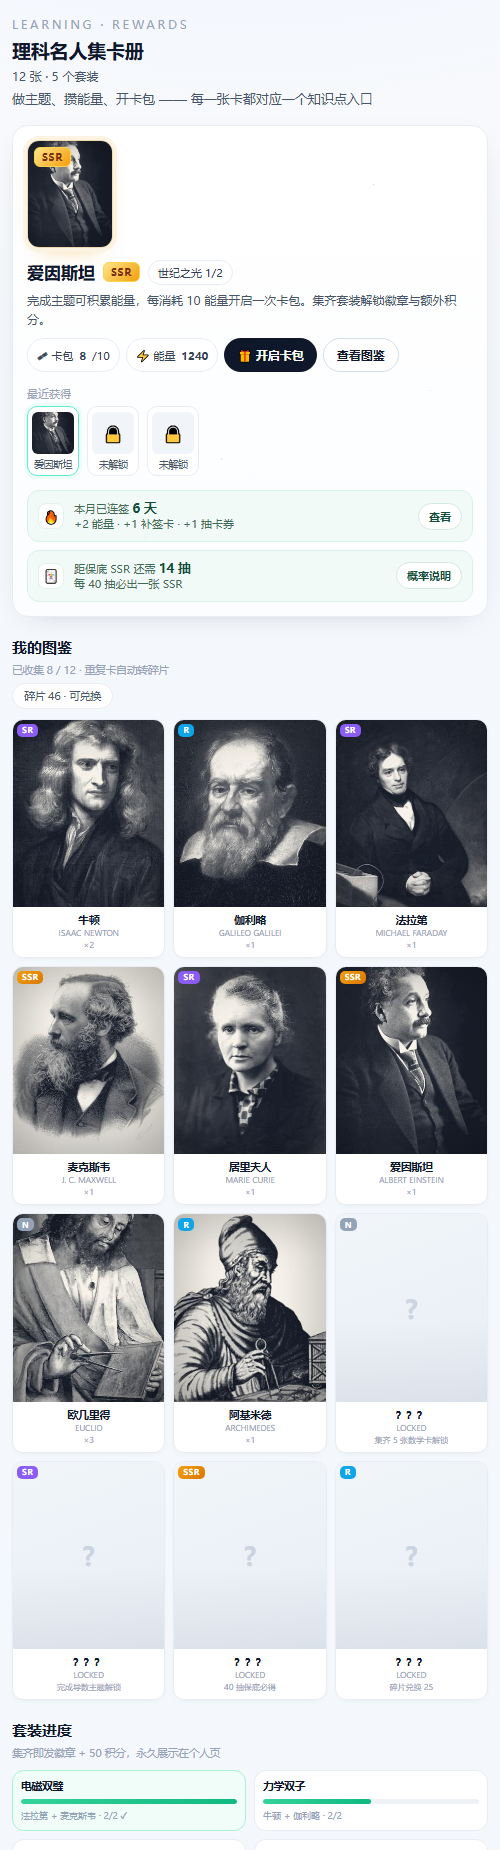 LEARNING · REWARDS
理科名人集卡册
12 张 · 5 个套装
做主题、攒能量、开卡包 —— 每一张卡都对应一个知识点入口
SSR
爱因斯坦 SSR 世纪之光 1/2
完成主题可积累能量，每消耗 10 能量开启一次卡包。集齐套装解锁徽章与额外积
分。
卡包 8 /10 能量 1240 开启卡包 查看图鉴
最近获得
爱因斯坦 未解锁 未解锁
本月已连签 6 天
+2 能量 · +1 补签卡 · +1 抽卡券
查看
距保底 SSR 还需 14 抽
每 40 抽必出一张 SSR
概率说明
我的图鉴
已收集 8 / 12 · 重复卡自动转碎片
碎片 46 · 可兑换
SR R SR
牛顿 伽利略 法拉第
ISAAC NEWTON GALILEO GALILEI MICHAEL FARADAY
×2 ×1 ×1
SSR SR SSR
麦克斯韦 居里夫人 爱因斯坦
J. C. MAXWELL MARIE CURIE ALBERT EINSTEIN
×1 ×1 ×1
N R N
? 
欧几里得 阿基米德 ? ? ?
EUCLID ARCHIMEDES LOCKED
×3 ×1 集齐 5 张数学卡解锁
SR SSR R
? ? ?
? ? ? ? ? ? ? ? ?
LOCKED LOCKED LOCKED
完成导数主题解锁 40 抽保底必得 碎片兑换 25
套装进度
集齐即发徽章 + 50 积分，永久展示在个人页
电磁双璧 力学双子
法拉第 + 麦克斯韦 · 2/2 ✓ 牛顿 + 伽利略 · 2/2